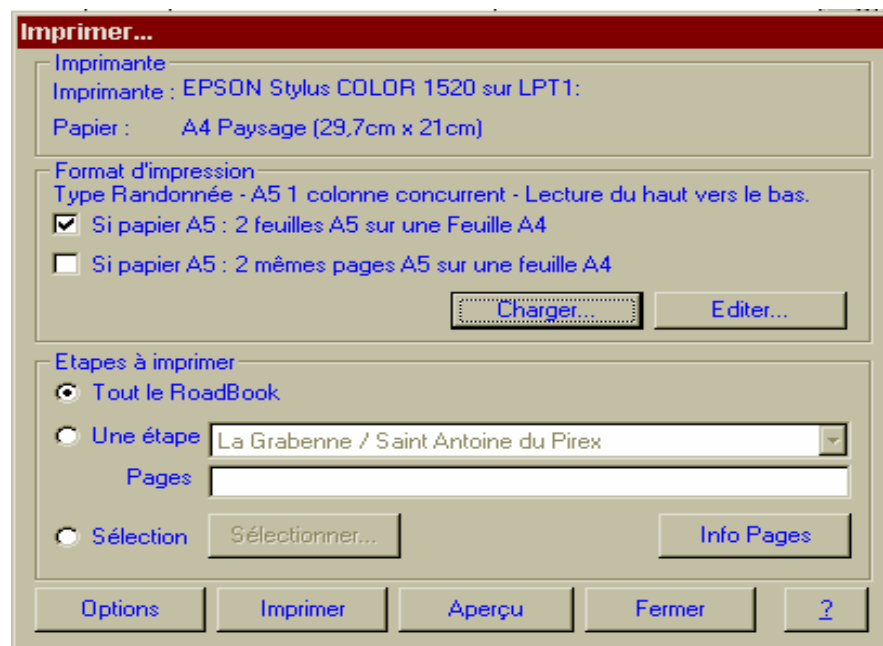 Imprimer...
Imprimante
Imprimante : EPSON Stylus COLOR 1520 sur LPT1:
Papier : A4 Paysage (29,7cm x 21cm)
Format d'impression
Type Randonnée - A5 1 colonne concurrent - Lecture du haut vers le bas.
Si papier A5 : 2 feuilles A5 sur une Feuille A4
Si papier A5 : 2 mêmes pages A5 sur une feuille A4
Charger... Editer...
Etapes à imprimer
Tout le RoadBook
Une étape La Grabenne / Saint Antoine du Pirex
Pages
Sélection Sélectionner... Info Pages
Options Imprimer Aperçu Fermer ?